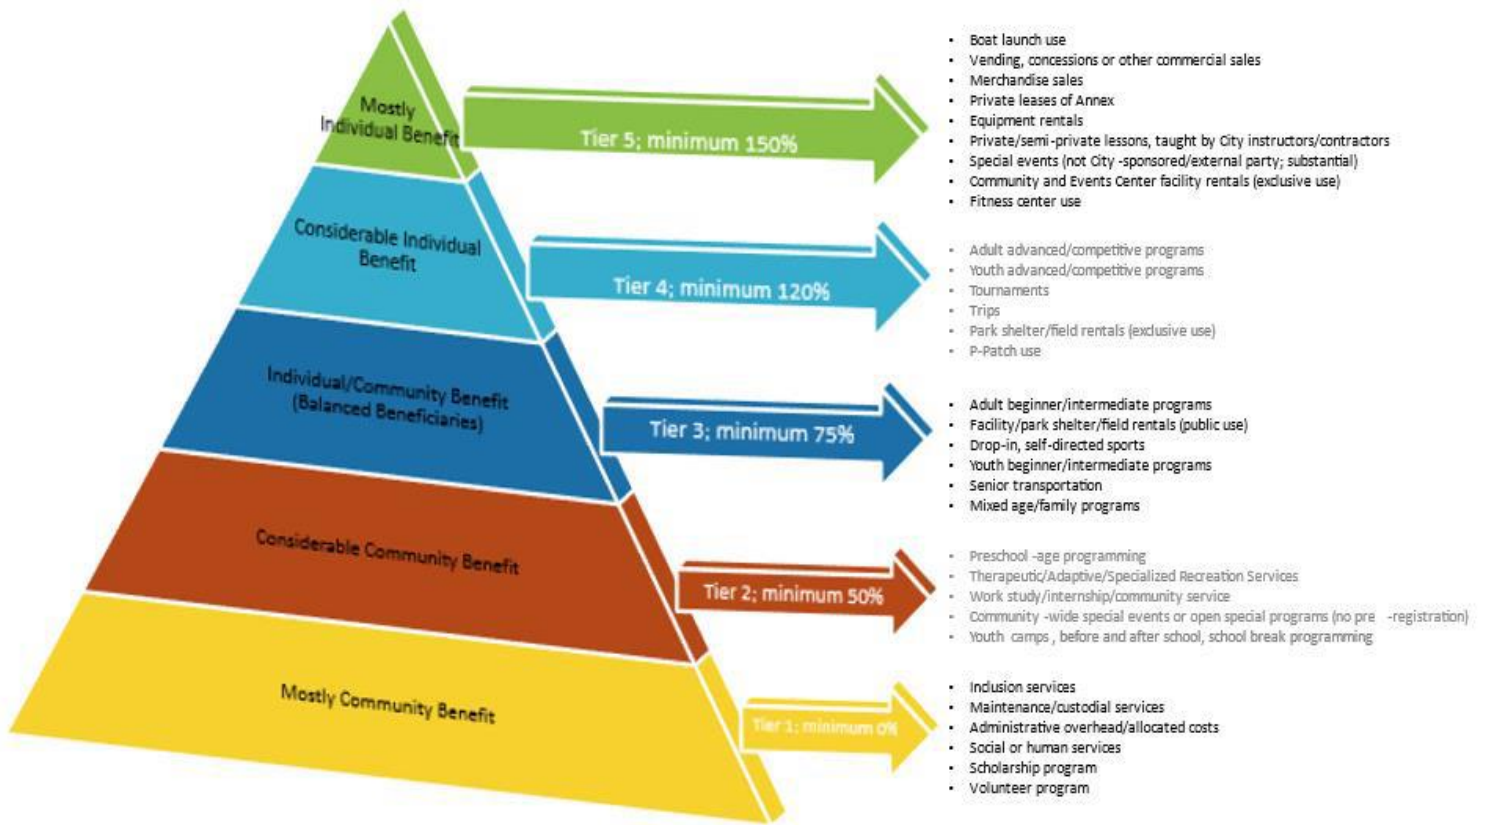 Mostly
Individual Benefit
Tier 5; minimum 150%
• Boat launch use
• Vending, concessions or other commercial sales
• Merchandise sales
• Private leases of Annex
• Equipment rentals
• Private/semi-private lessons, taught by City instructors/contractors
• Special events (not City -sponsored/external party; substantial)
• Community and Events Center facility rentals (exclusive use)
• Fitness center use
Considerable Individual
Benefit
Tier 4; minimum 120%
• Adult advanced/competitive programs
• Youth advanced/competitive programs
• Tournaments
• Trips
• Park shelter/field rentals (exclusive use)
• P-Patch use
Individual/Community Benefit
(Balanced Beneficiaries)
Tier 3; minimum 75%
• Adult beginner/intermediate programs
• Facility/park shelter/field rentals (public use)
• Drop-in, self-directed sports
• Youth beginner/intermediate programs
• Senior transportation
• Mixed age/family programs
Considerable Community Benefit
Tier 2; minimum 50%
• Preschool -age programming
• Therapeutic/Adaptive/Specialized Recreation Services
• Work study/internship/community service
• Community -wide special events or open special programs (no pre -registration)
• Youth camps , before and after school, school break programming
Mostly Community Benefit
Tier 1; minimum 0%
• Inclusion services
• Maintenance/custodial services
• Administrative overhead/allocated costs
• Social or human services
• Scholarship program
• Volunteer program